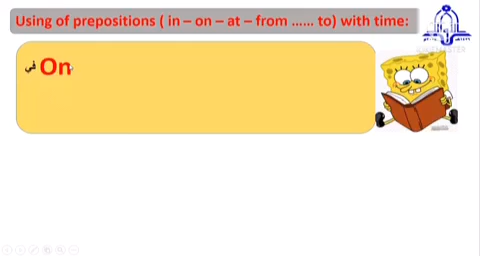 Using of prepositions ( in – on – at – from ...... to) with time:
On في